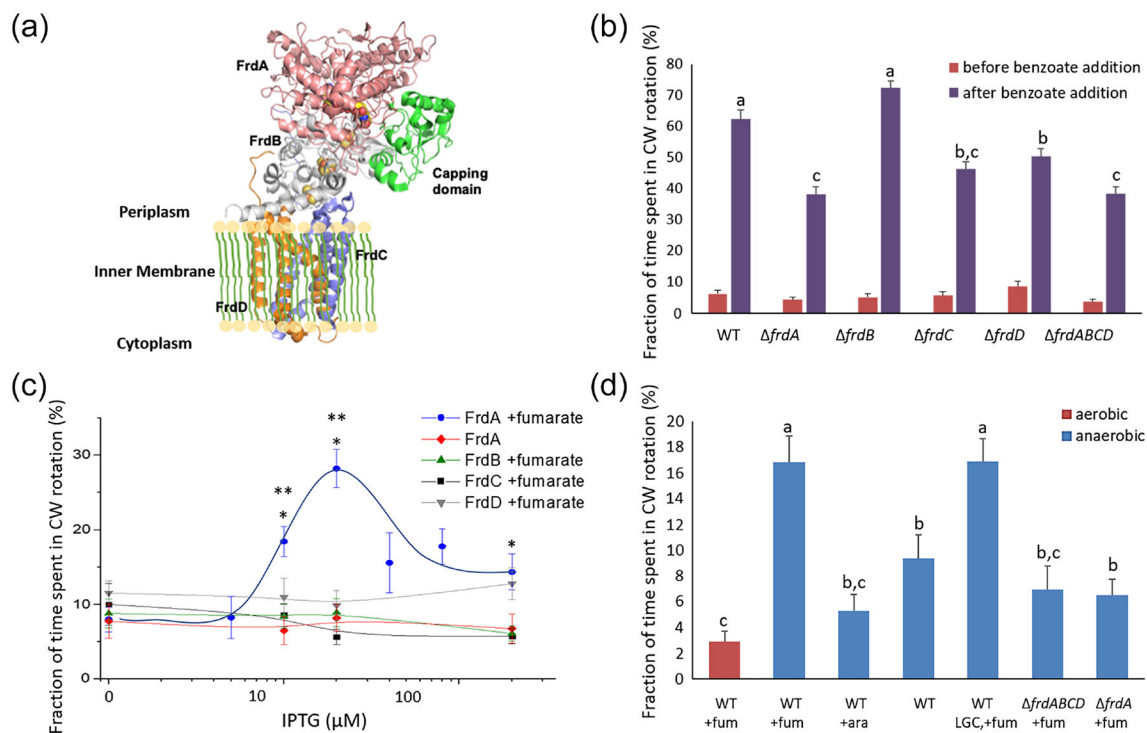 (a)
FrdA
FrdB
Capping
domain
Periplasm
Inner Membrane
FrdC
FrdD
Cytoplasm
(b)
Fraction of time spent in CW rotation (%)
80
70
60
50
40
30
20
10
0
before benzoate addition
after benzoate addition
a
c
a
b,c
b
c
WT
ΔfrdA
ΔfrdB
ΔfrdC
ΔfrdD
ΔfrdABCD
(c)
Fraction of time spent in CW rotation (%)
30
20
10
0
**
*
**
*
*
FrdA +fumarate
FrdA
FrdB +fumarate
FrdC +fumarate
FrdD +fumarate
0
10
100
IPTG (µM)
(d)
Fraction of time spent in CW rotation (%)
20
18
16
14
12
10
8
6
4
2
0
aerobic
anaerobic
c
a
b,c
b
a
b,c
b
WT
+fum
WT
+fum
WT
+ara
WT
WT
LGC,+fum
ΔfrdABCD
+fum
ΔfrdA
+fum